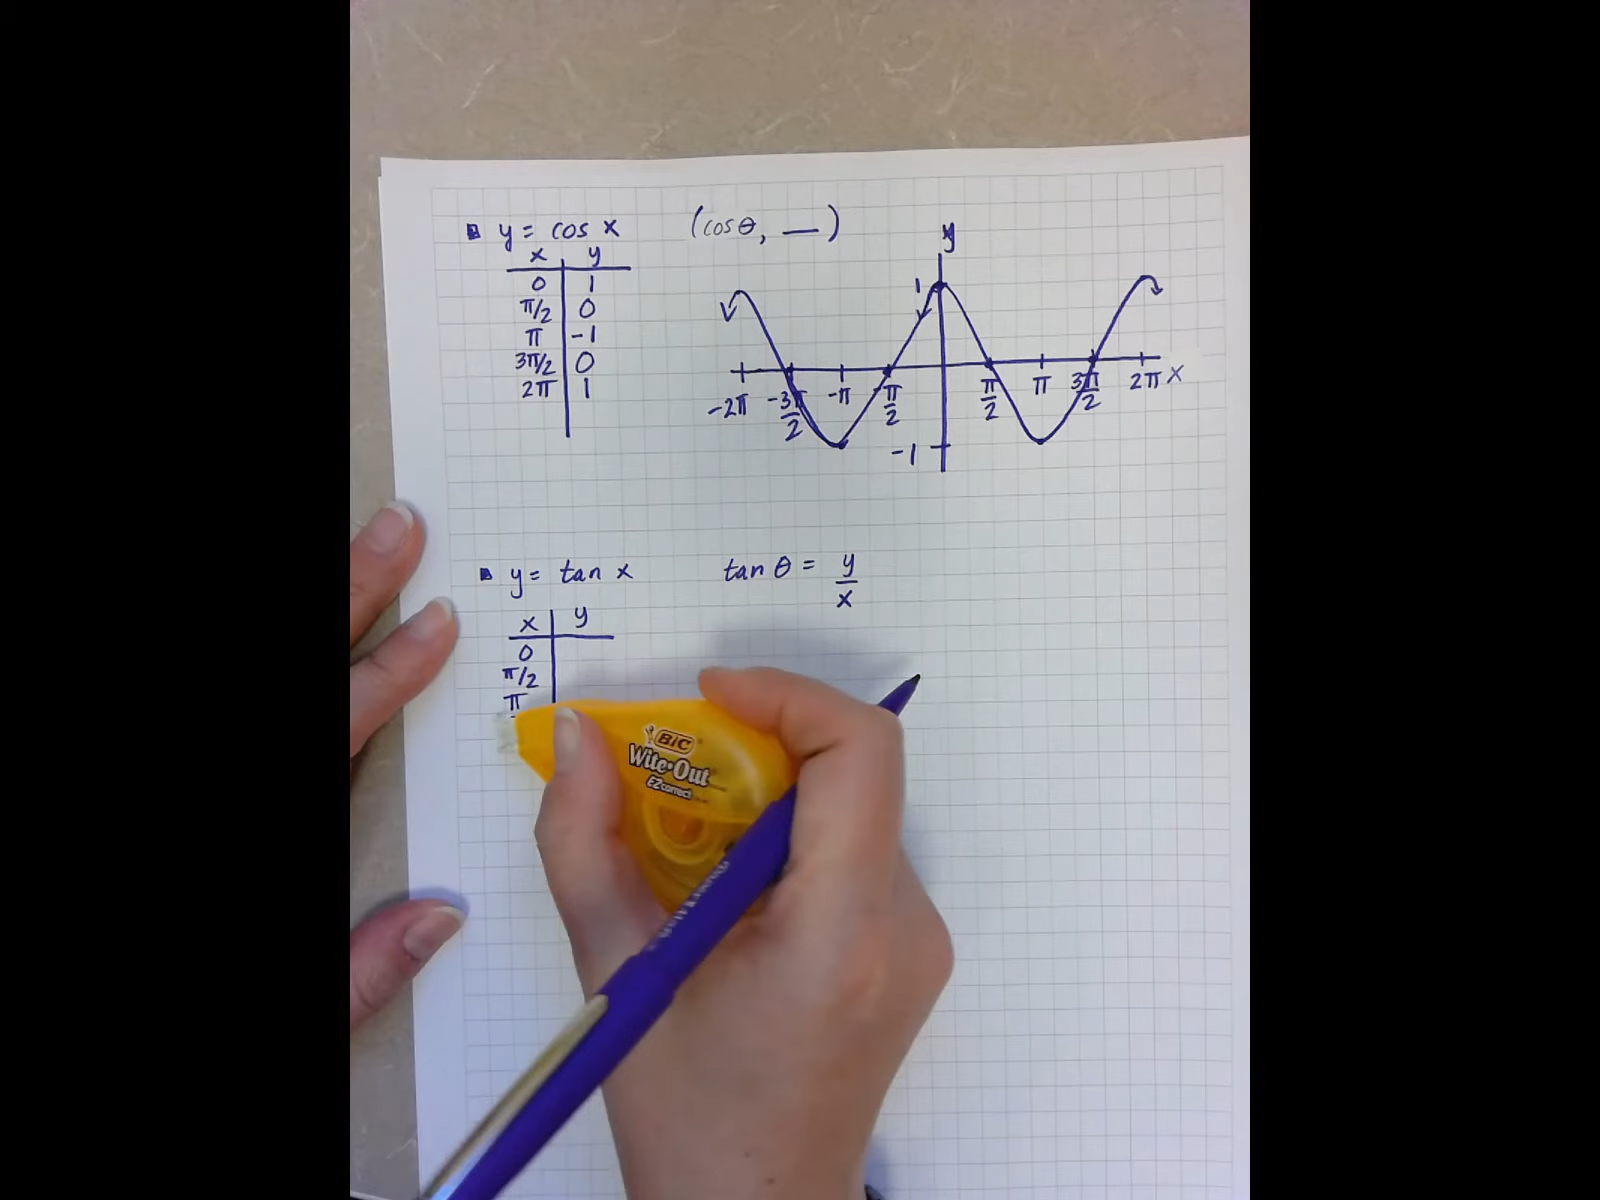 y = cos x
(cos θ, __)
x y
0 1
π/2 0
π -1
3π/2 0
2π 1
y
1
-2π -3π/2 -π -π/2 π/2 π 3π/2 2π x
-1
y = tan x
tan θ = y/x
x y
0
π/2
π
BIC
Wite-Out
EZ correct